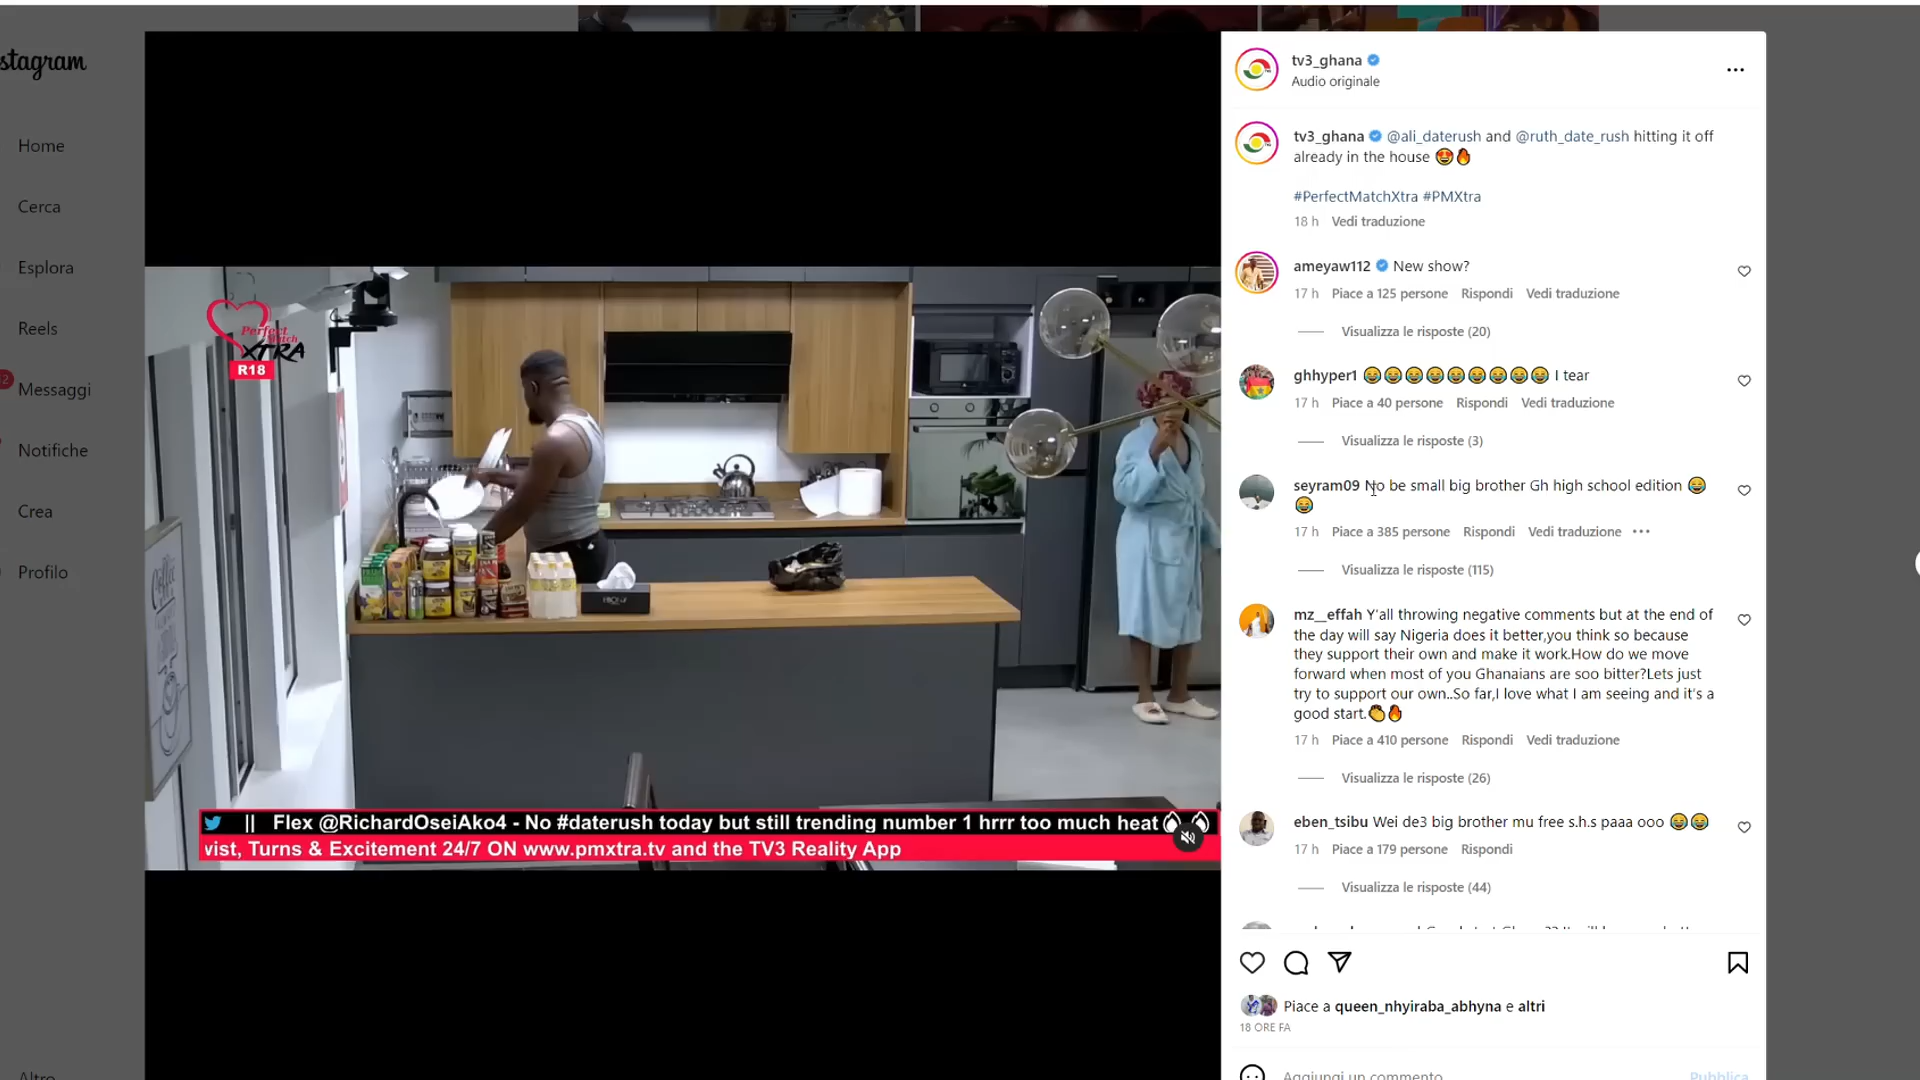 stagram
Home
Cerca
Esplora
Reels
Messaggi
Notifiche
Crea
Profilo
Perfect
Match
XTRA
R18
Coffee
|| Flex @RichardOseiAko4 - No #daterush today but still trending number 1 hrrr too much heat
vist, Turns & Excitement 24/7 ON www.pmxtra.tv and the TV3 Reality App
tv3_ghana
Audio originale
tv3_ghana @ali_daterush and @ruth_date_rush hitting it off
already in the house 😍🔥
#PerfectMatchXtra #PMXtra
18 h Vedi traduzione
ameyaw112 New show?
17 h Piace a 125 persone Rispondi Vedi traduzione
Visualizza le risposte (20)
ghhyper1 😂😂😂😂😂😂😂😂😂 I tear
17 h Piace a 40 persone Rispondi Vedi traduzione
Visualizza le risposte (3)
seyram09 No be small big brother Gh high school edition 😂
😂
17 h Piace a 385 persone Rispondi Vedi traduzione
Visualizza le risposte (115)
mz__effah Y'all throwing negative comments but at the end of
the day will say Nigeria does it better,you think so because
they support their own and make it work.How do we move
forward when most of you Ghanaians are soo bitter?Lets just
try to support our own..So far,I love what I am seeing and it's a
good start.👏🔥
17 h Piace a 410 persone Rispondi Vedi traduzione
Visualizza le risposte (26)
eben_tsibu Wei de3 big brother mu free s.h.s paaa ooo 😂😂
17 h Piace a 179 persone Rispondi
Visualizza le risposte (44)
Piace a queen_nhyiraba_abhyna e altri
18 ORE FA
Aggiungi un commento
Pubblica
Altro